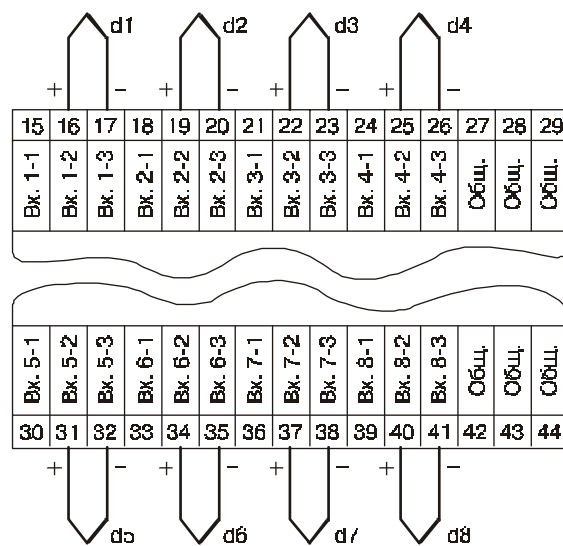 d1 d2 d3 d4
+ – + – + – + –
15 16 17 18 19 20 21 22 23 24 25 26 27 28 29
Вх. 1-1 Вх. 1-2 Вх. 1-3 Вх. 2-1 Вх. 2-2 Вх. 2-3 Вх. 3-1 Вх. 3-2 Вх. 3-3 Вх. 4-1 Вх. 4-2 Вх. 4-3 Общ. Общ. Общ.
Вх. 5-1 Вх. 5-2 Вх. 5-3 Вх. 6-1 Вх. 6-2 Вх. 6-3 Вх. 7-1 Вх. 7-2 Вх. 7-3 Вх. 8-1 Вх. 8-2 Вх. 8-3 Общ. Общ. Общ.
30 31 32 33 34 35 36 37 38 39 40 41 42 43 44
+ – + – + – + –
d5 d6 d7 d8